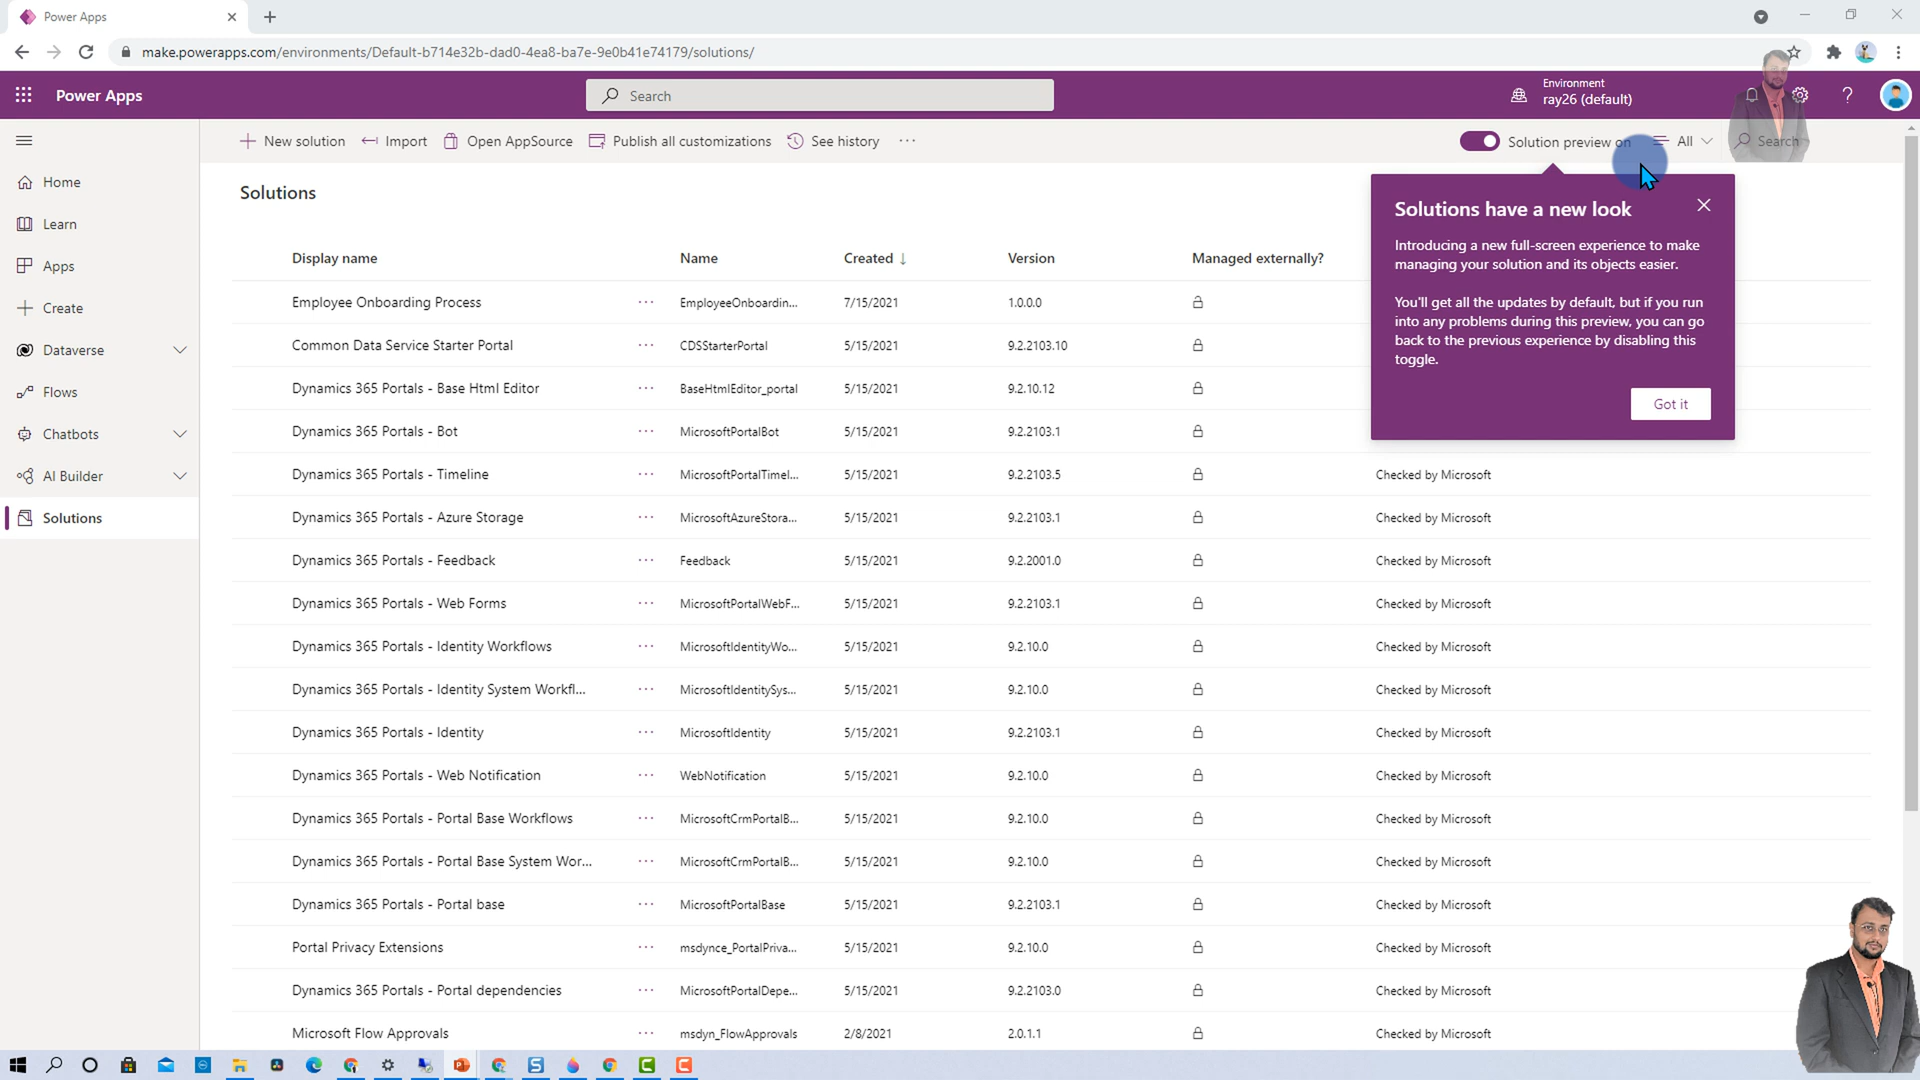 Power Apps
make.powerapps.com/environments/Default-b714e32b-dad0-4ea8-ba7e-9e0b41e74179/solutions/
Power Apps
Search
Environment
ray26 (default)
New solution
Import
Open AppSource
Publish all customizations
See history
Solution preview on
All
Search
Home
Learn
Apps
Create
Dataverse
Flows
Chatbots
AI Builder
Solutions
Solutions
Solutions have a new look
Introducing a new full-screen experience to make
managing your solution and its objects easier.
You'll get all the updates by default, but if you run
into any problems during this preview, you can go
back to the previous experience by disabling this
toggle.
Got it
Display name Name Created ↓ Version Managed externally?
Employee Onboarding Process ... EmployeeOnboardin... 7/15/2021 1.0.0.0
Common Data Service Starter Portal ... CDSStarterPortal 5/15/2021 9.2.2103.10
Dynamics 365 Portals - Base Html Editor ... BaseHtmlEditor_portal 5/15/2021 9.2.10.12
Dynamics 365 Portals - Bot ... MicrosoftPortalBot 5/15/2021 9.2.2103.1
Dynamics 365 Portals - Timeline ... MicrosoftPortalTimel... 5/15/2021 9.2.2103.5 Checked by Microsoft
Dynamics 365 Portals - Azure Storage ... MicrosoftAzureStora... 5/15/2021 9.2.2103.1 Checked by Microsoft
Dynamics 365 Portals - Feedback ... Feedback 5/15/2021 9.2.2001.0 Checked by Microsoft
Dynamics 365 Portals - Web Forms ... MicrosoftPortalWebF... 5/15/2021 9.2.2103.1 Checked by Microsoft
Dynamics 365 Portals - Identity Workflows ... MicrosoftIdentityWo... 5/15/2021 9.2.10.0 Checked by Microsoft
Dynamics 365 Portals - Identity System Workfl... ... MicrosoftIdentitySys... 5/15/2021 9.2.10.0 Checked by Microsoft
Dynamics 365 Portals - Identity ... MicrosoftIdentity 5/15/2021 9.2.2103.1 Checked by Microsoft
Dynamics 365 Portals - Web Notification ... WebNotification 5/15/2021 9.2.10.0 Checked by Microsoft
Dynamics 365 Portals - Portal Base Workflows ... MicrosoftCrmPortalB... 5/15/2021 9.2.10.0 Checked by Microsoft
Dynamics 365 Portals - Portal Base System Wor... ... MicrosoftCrmPortalB... 5/15/2021 9.2.10.0 Checked by Microsoft
Dynamics 365 Portals - Portal base ... MicrosoftPortalBase 5/15/2021 9.2.2103.1 Checked by Microsoft
Portal Privacy Extensions ... msdynce_PortalPriva... 5/15/2021 9.2.10.0 Checked by Microsoft
Dynamics 365 Portals - Portal dependencies ... MicrosoftPortalDepe... 5/15/2021 9.2.2103.0 Checked by Microsoft
Microsoft Flow Approvals ... msdyn_FlowApprovals 2/8/2021 2.0.1.1 Checked by Microsoft